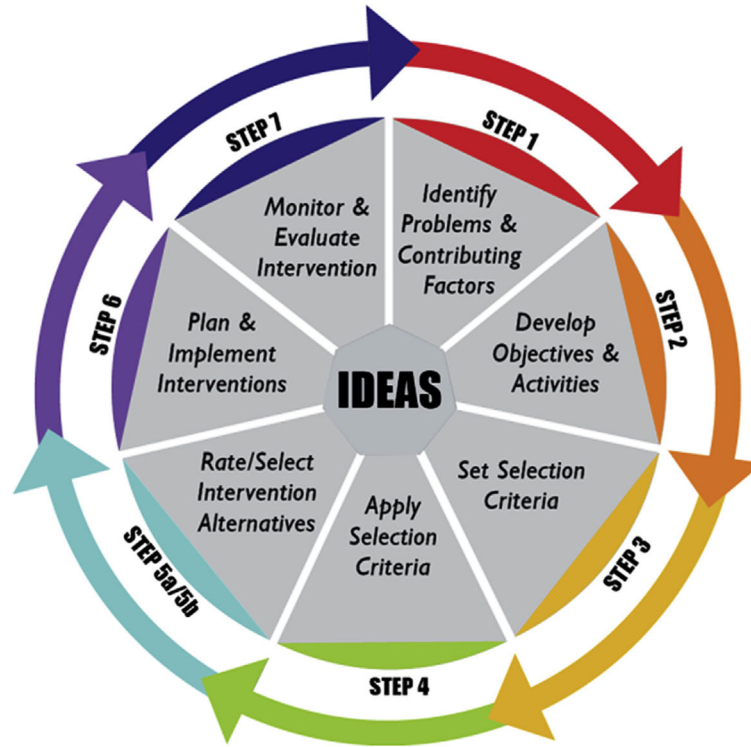 STEP 1
Identify
Problems &
Contributing
Factors
STEP 2
Develop
Objectives &
Activities
STEP 3
Set Selection
Criteria
STEP 4
Apply
Selection
Criteria
STEP 5a/5b
Rate/Select
Intervention
Alternatives
STEP 6
Plan &
Implement
Interventions
STEP 7
Monitor &
Evaluate
Intervention
IDEAS